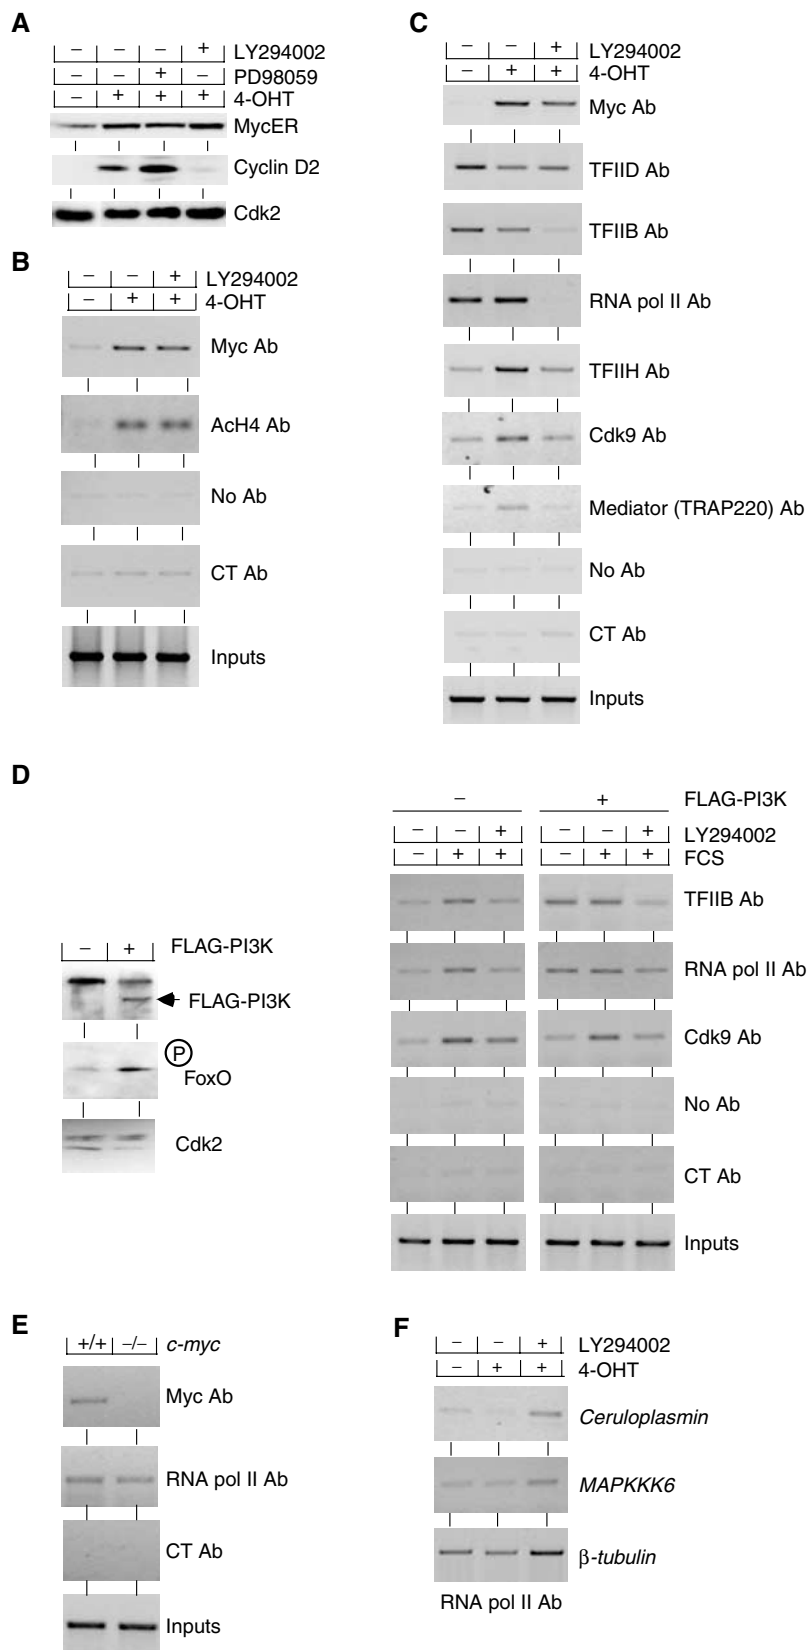 A
– – – + LY294002
– – + – PD98059
– + + + 4-OHT
MycER
Cyclin D2
Cdk2
B
– – + LY294002
– + + 4-OHT
Myc Ab
AcH4 Ab
No Ab
CT Ab
Inputs
C
– – + LY294002
– + + 4-OHT
Myc Ab
TFIID Ab
TFIIB Ab
RNA pol II Ab
TFIIH Ab
Cdk9 Ab
Mediator (TRAP220) Ab
No Ab
CT Ab
Inputs
D
– + FLAG-PI3K
FLAG-PI3K
P
FoxO
Cdk2
– + FLAG-PI3K
– – + – – + LY294002
– + + – + + FCS
TFIIB Ab
RNA pol II Ab
Cdk9 Ab
No Ab
CT Ab
Inputs
E
+/+ –/– c-myc
Myc Ab
RNA pol II Ab
CT Ab
Inputs
F
– – + LY294002
– + + 4-OHT
Ceruloplasmin
MAPKKK6
β-tubulin
RNA pol II Ab